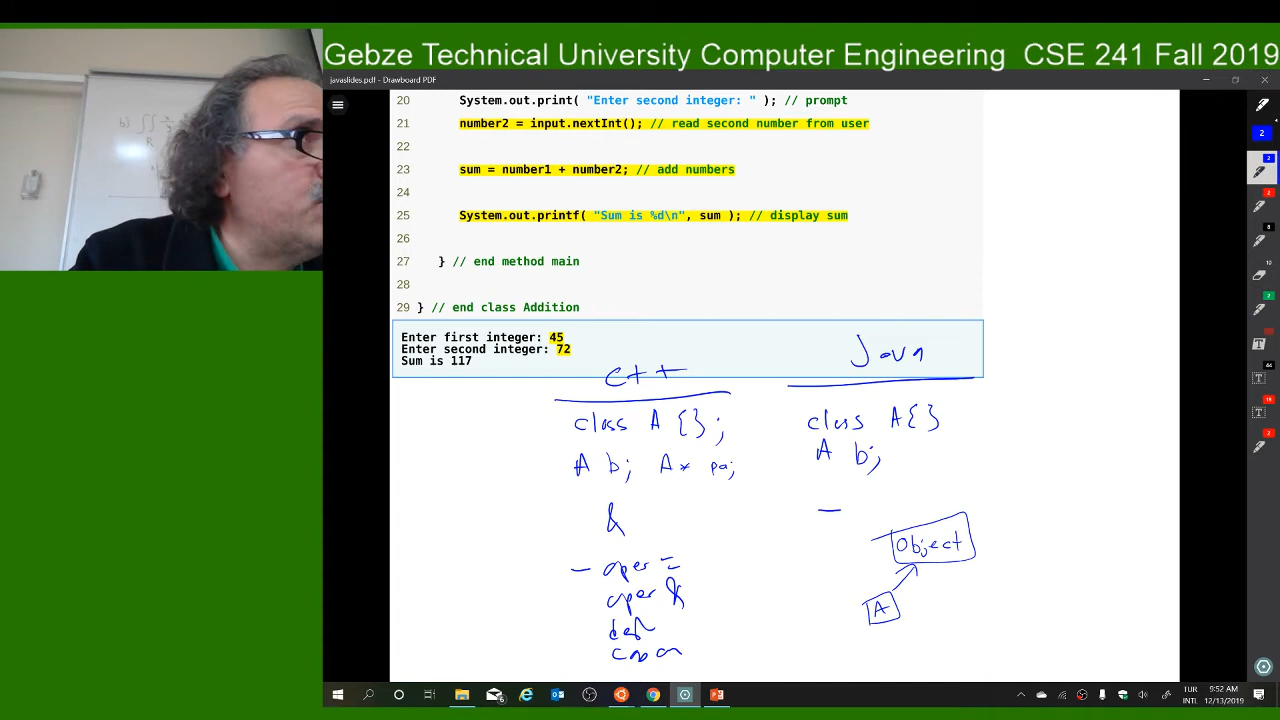 Gebze Technical University Computer Engineering CSE 241 Fall 2019
javaslides.pdf - Drawboard PDF
20 System.out.print( "Enter second integer: " ); // prompt
21 number2 = input.nextInt(); // read second number from user
22
23 sum = number1 + number2; // add numbers
24
25 System.out.printf( "Sum is %d\n", sum ); // display sum
26
27 } // end method main
28
29 } // end class Addition
Enter first integer: 45
Enter second integer: 72
Sum is 117
C++ Java
class A {}; class A{}
A b; A* pa; A b;
& —
— oper =
oper &
Object
A
TUR 9:52 AM
INTL 12/13/2019